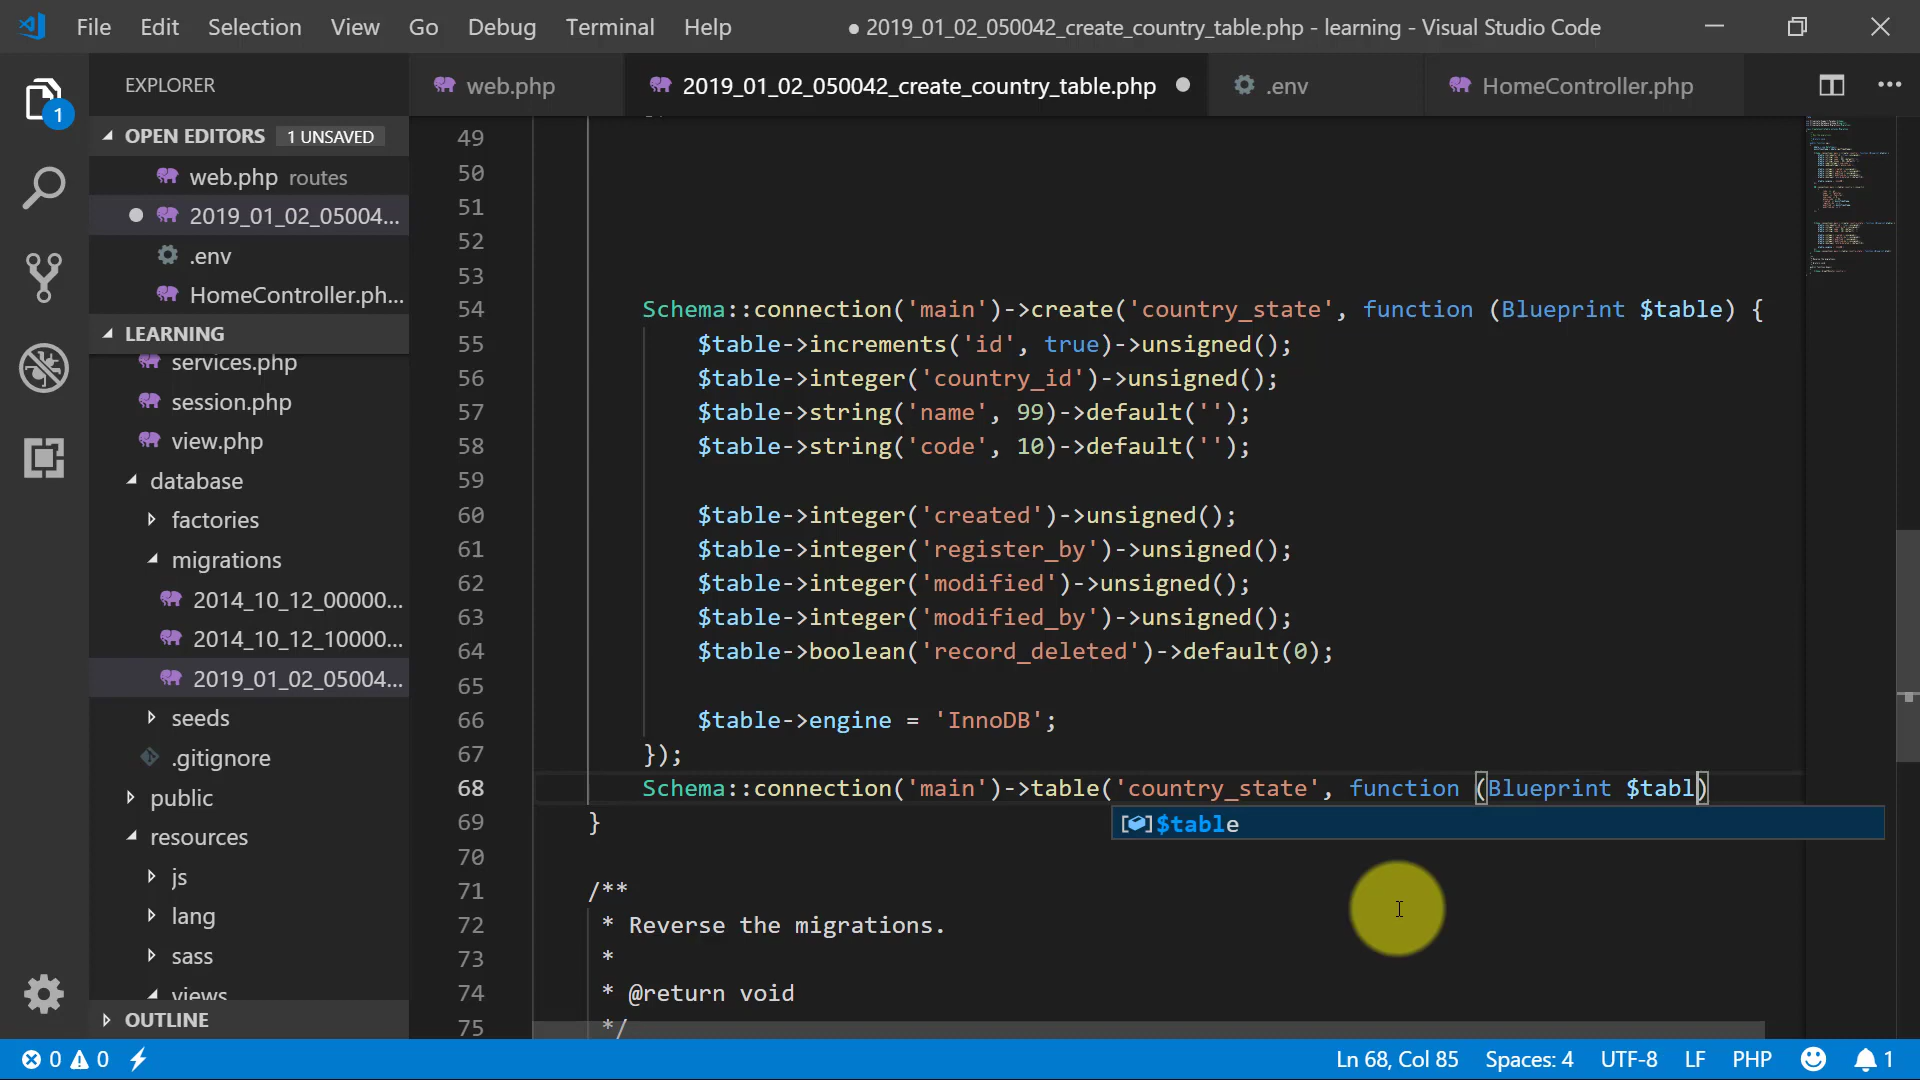 File Edit Selection View Go Debug Terminal Help
● 2019_01_02_050042_create_country_table.php - learning - Visual Studio Code
EXPLORER
web.php
2019_01_02_050042_create_country_table.php
.env
HomeController.php
1
OPEN EDITORS 1 UNSAVED
web.php routes
2019_01_02_05004...
.env
HomeController.ph...
LEARNING
services.php
session.php
view.php
database
factories
migrations
2014_10_12_00000...
2014_10_12_10000...
2019_01_02_05004...
seeds
.gitignore
public
resources
js
lang
sass
views
OUTLINE
49
50
51
52
53
54 Schema::connection('main')->create('country_state', function (Blueprint $table) {
55 $table->increments('id', true)->unsigned();
56 $table->integer('country_id')->unsigned();
57 $table->string('name', 99)->default('');
58 $table->string('code', 10)->default('');
59
60 $table->integer('created')->unsigned();
61 $table->integer('register_by')->unsigned();
62 $table->integer('modified')->unsigned();
63 $table->integer('modified_by')->unsigned();
64 $table->boolean('record_deleted')->default(0);
65
66 $table->engine = 'InnoDB';
67 });
68 Schema::connection('main')->table('country_state', function (Blueprint $tabl)
$table
69 }
70
71 /**
72 * Reverse the migrations.
73 *
74 * @return void
75 */
0 0
Ln 68, Col 85 Spaces: 4 UTF-8 LF PHP 1